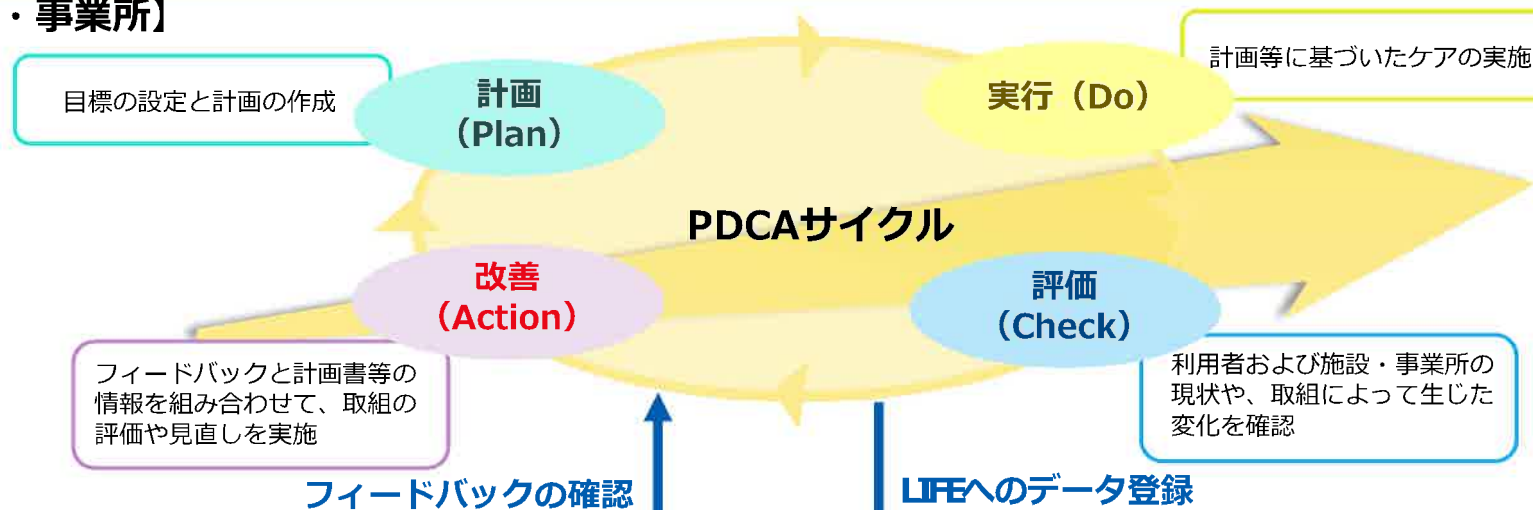 ・事業所】
計画等に基づいたケアの実施
目標の設定と計画の作成
計画
（Plan）
実行（Do）
PDCAサイクル
改善
（Action）
評価
（Check）
フィードバックと計画書等の
情報を組み合わせて、取組の
評価や見直しを実施
利用者および施設・事業所の
現状や、取組によって生じた
変化を確認
フィードバックの確認
LIFEへのデータ登録